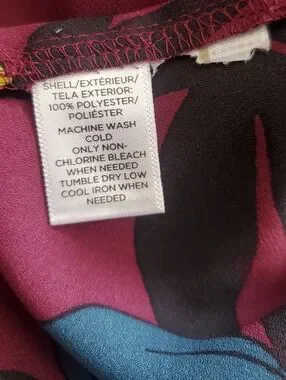 SHELL/EXTÉRIEUR/
TELA EXTERIOR:
100% POLYESTER/
POLIÉSTER
MACHINE WASH
COLD
ONLY NON-
CHLORINE BLEACH
WHEN NEEDED
TUMBLE DRY LOW
COOL IRON WHEN
NEEDED